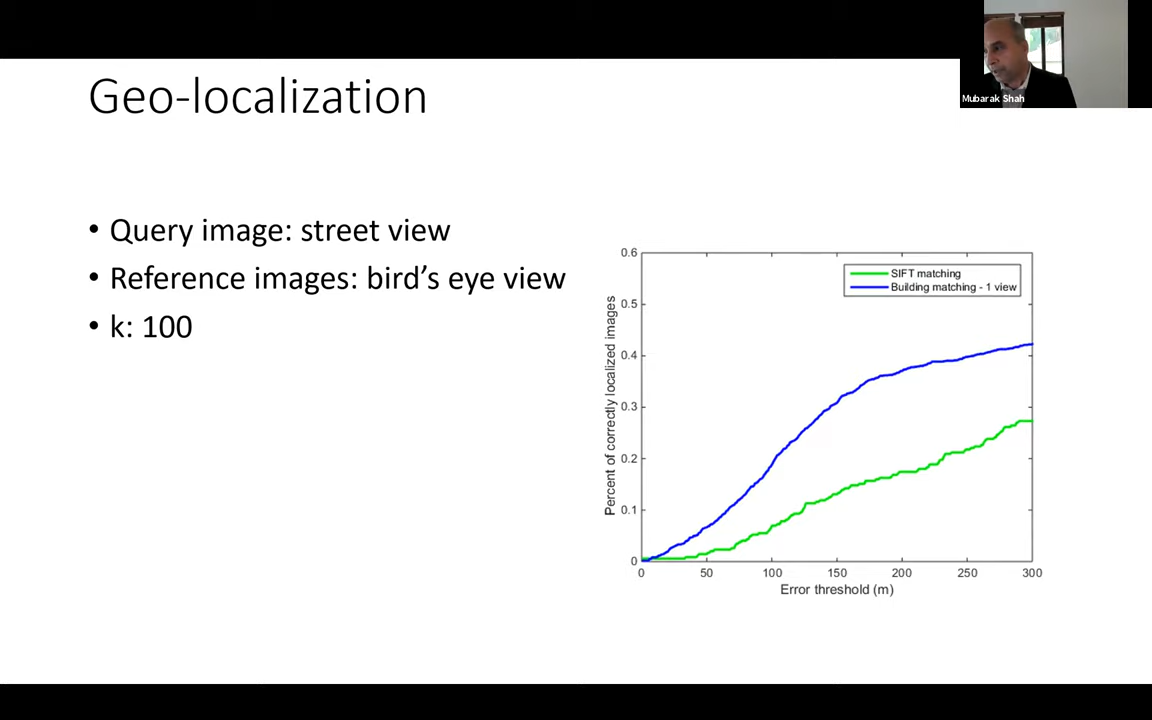 Mubarak Shah
Geo-localization
• Query image: street view
• Reference images: bird’s eye view
• k: 100
SIFT matching
Building matching - 1 view
Percent of correctly localized images
0.6
0.5
0.4
0.3
0.2
0.1
0
0 50 100 150 200 250 300
Error threshold (m)